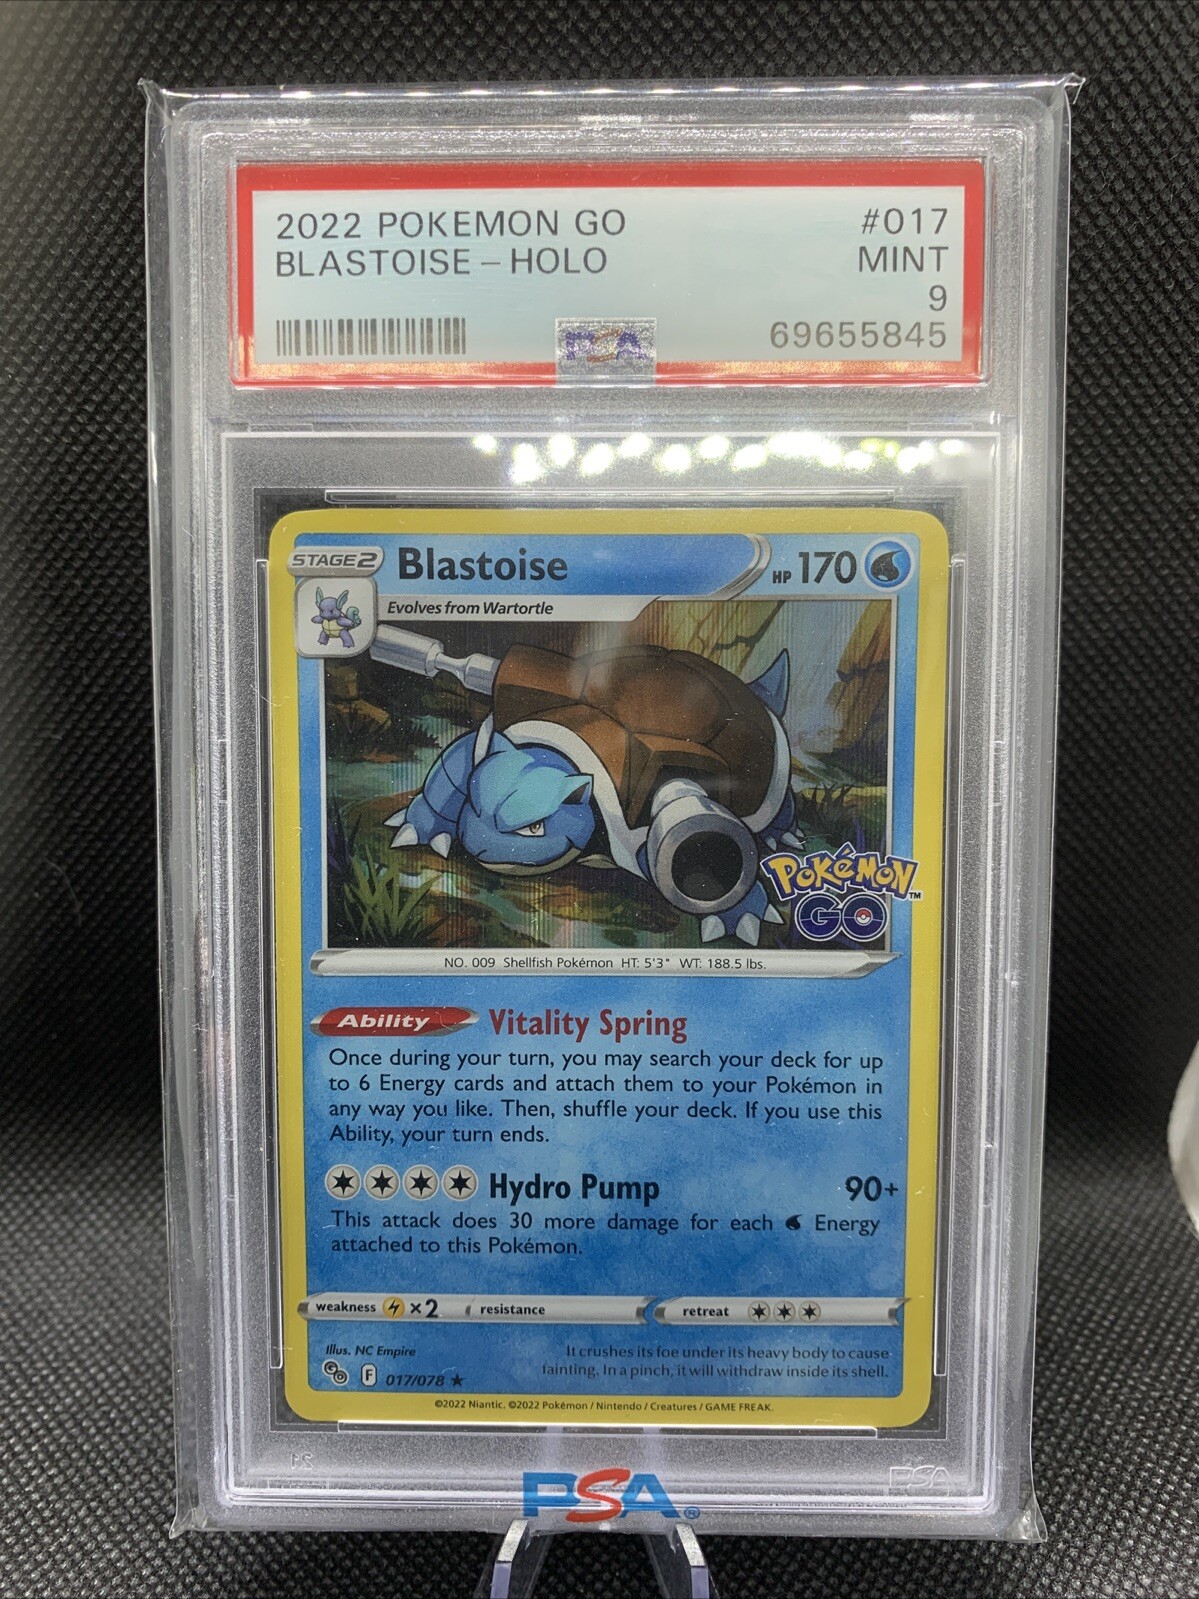 2022 POKEMON GO #017
BLASTOISE – HOLO MINT
9
69655845
PSA
STAGE2 Blastoise HP 170
Evolves from Wartortle
POKéMON™
GO
NO. 009 Shellfish Pokémon HT: 5'3" WT: 188.5 lbs.
Ability Vitality Spring
Once during your turn, you may search your deck for up
to 6 Energy cards and attach them to your Pokémon in
any way you like. Then, shuffle your deck. If you use this
Ability, your turn ends.
Hydro Pump 90+
This attack does 30 more damage for each Energy
attached to this Pokémon.
weakness ×2 resistance retreat
Illus. NC Empire
It crushes its foe under its heavy body to cause
fainting. In a pinch, it will withdraw inside its shell.
GO F 017/078 ★
©2022 Niantic. ©2022 Pokémon / Nintendo / Creatures / GAME FREAK.
PSA
PSA®